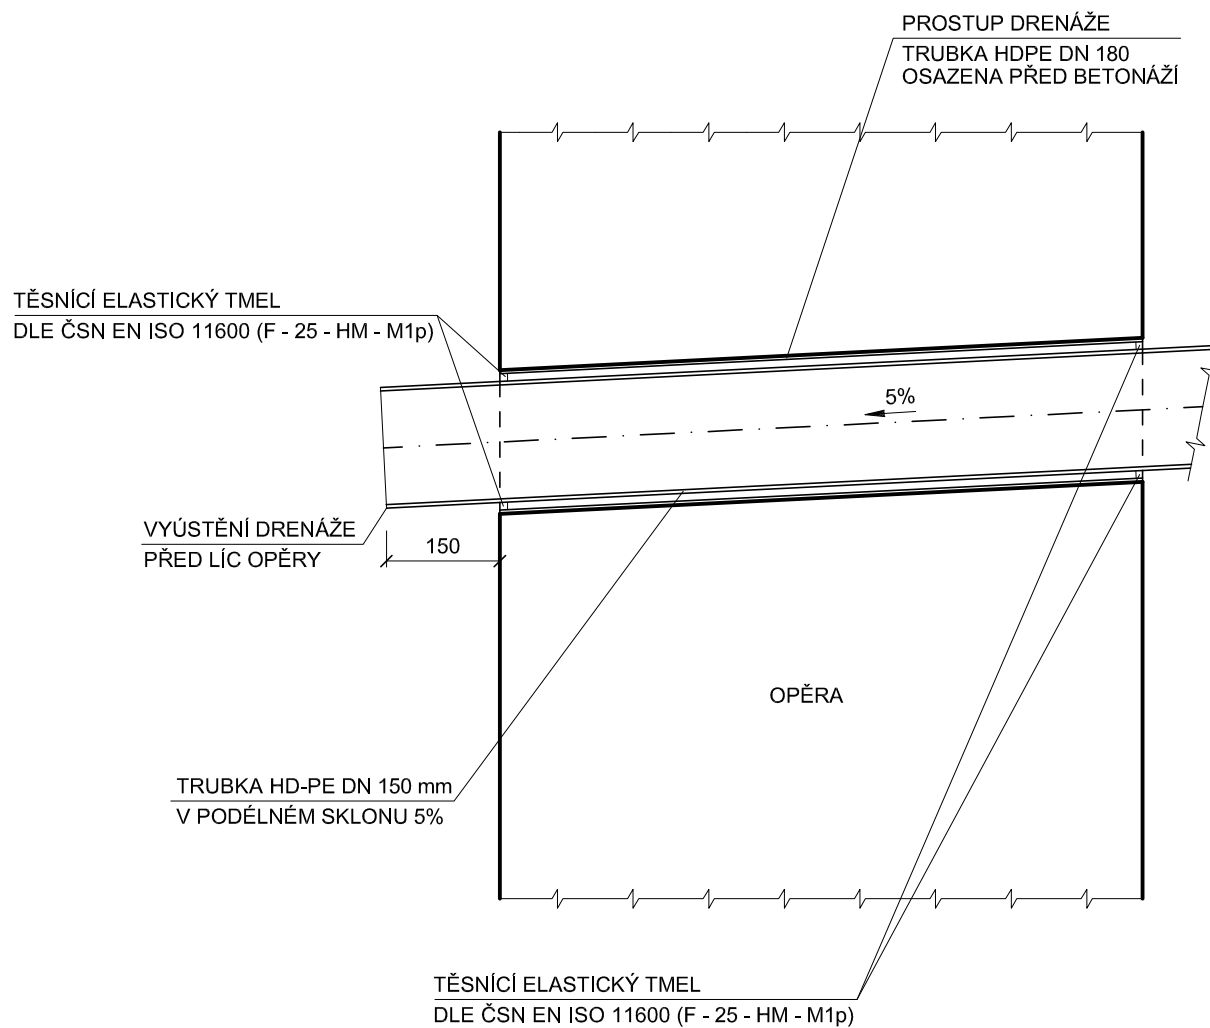 PROSTUP DRENÁŽE
TRUBKA HDPE DN 180
OSAZENA PŘED BETONÁŽÍ
TĚSNÍCÍ ELASTICKÝ TMEL
DLE ČSN EN ISO 11600 (F - 25 - HM - M1p)
5%
VYÚSTĚNÍ DRENÁŽE
PŘED LÍC OPĚRY
150
OPĚRA
TRUBKA HD-PE DN 150 mm
V PODÉLNÉM SKLONU 5%
TĚSNÍCÍ ELASTICKÝ TMEL
DLE ČSN EN ISO 11600 (F - 25 - HM - M1p)